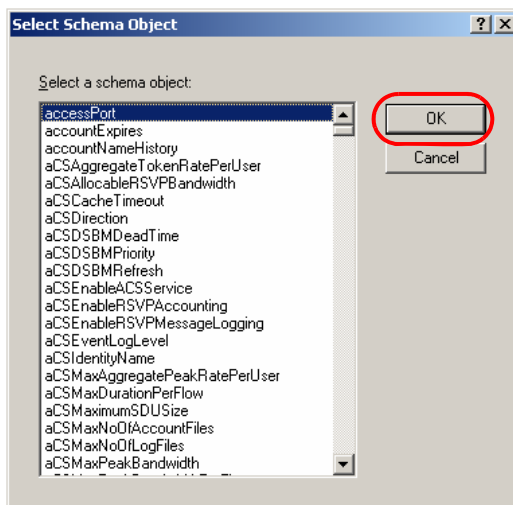 Select Schema Object
Select a schema object:
accessPort
accountExpires
accountNameHistory
aCSAggregateTokenRatePerUser
aCSAllocableRSVPBandwidth
aCSCacheTimeout
aCSDirection
aCSDSBMDeadTime
aCSDSBMPriority
aCSDSBMRefresh
aCSEnableACSService
aCSEnableRSVPAccounting
aCSEnableRSVPMessageLogging
aCSEventLogLevel
aCSIdentityName
aCSMaxAggregatePeakRatePerUser
aCSMaxDurationPerFlow
aCSMaximumSDUSize
aCSMaxNoOfAccountFiles
aCSMaxNoOfLogFiles
aCSMaxPeakBandwidth
OK
Cancel